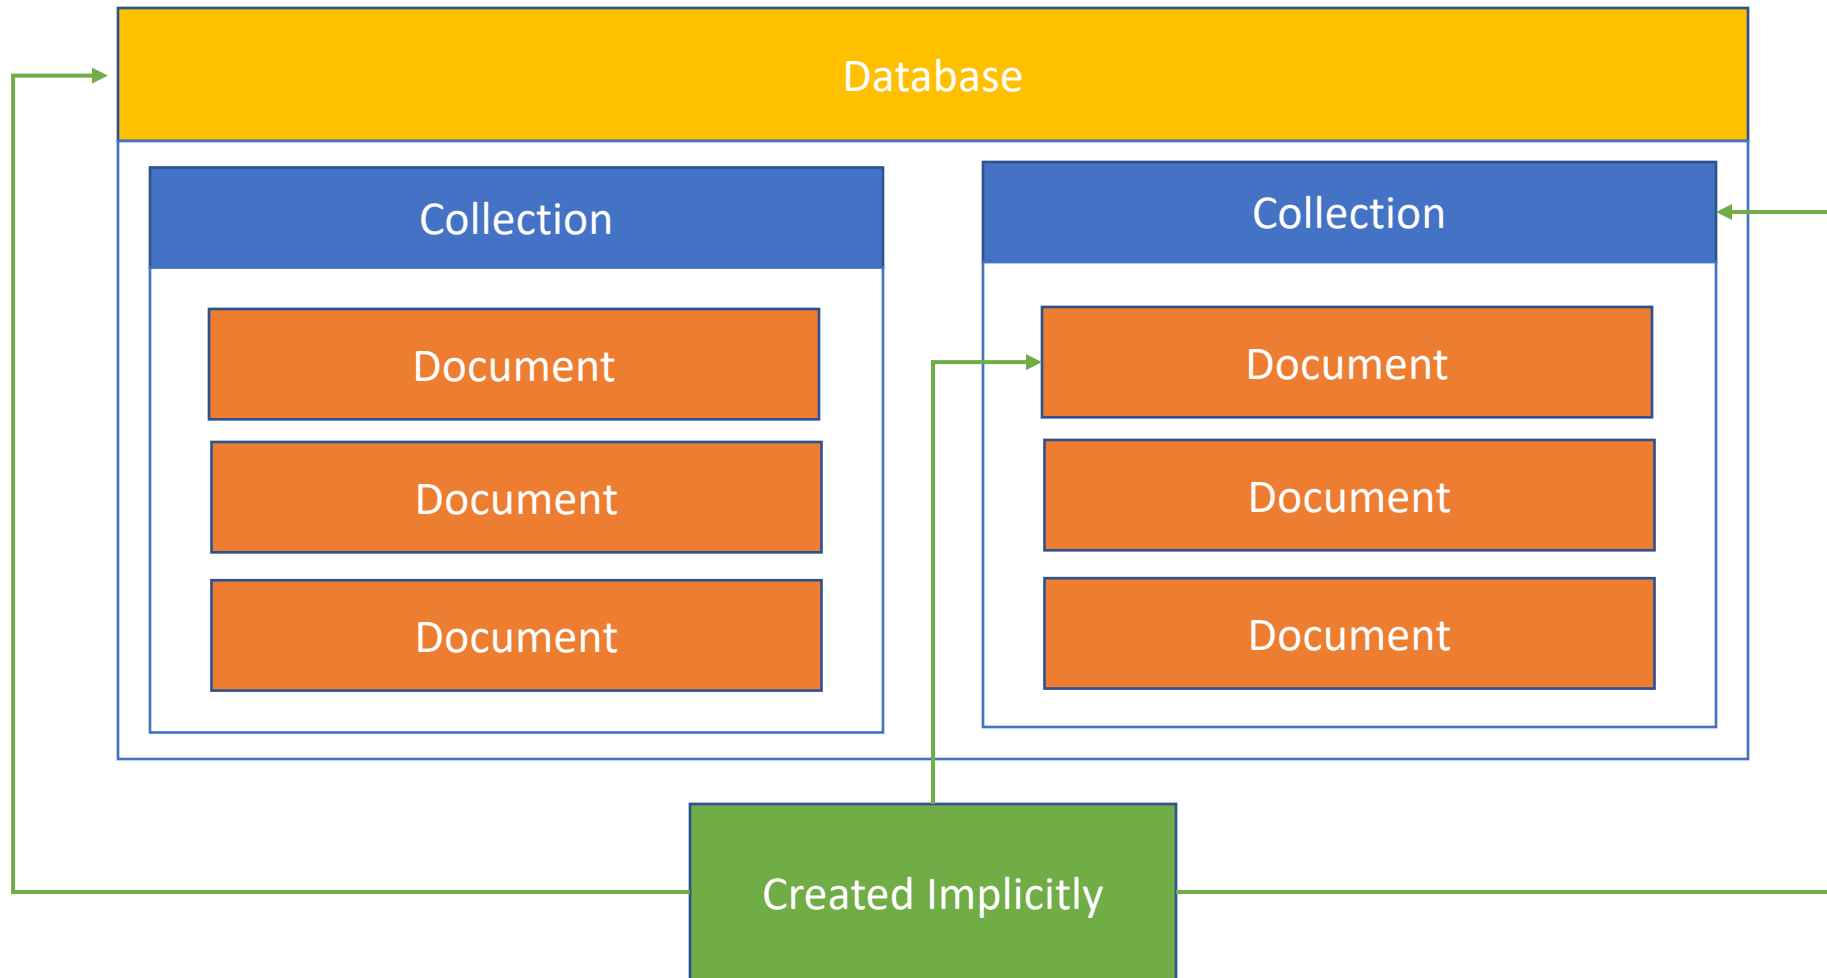 Database
Collection
Document
Document
Document
Collection
Document
Document
Document
Created Implicitly